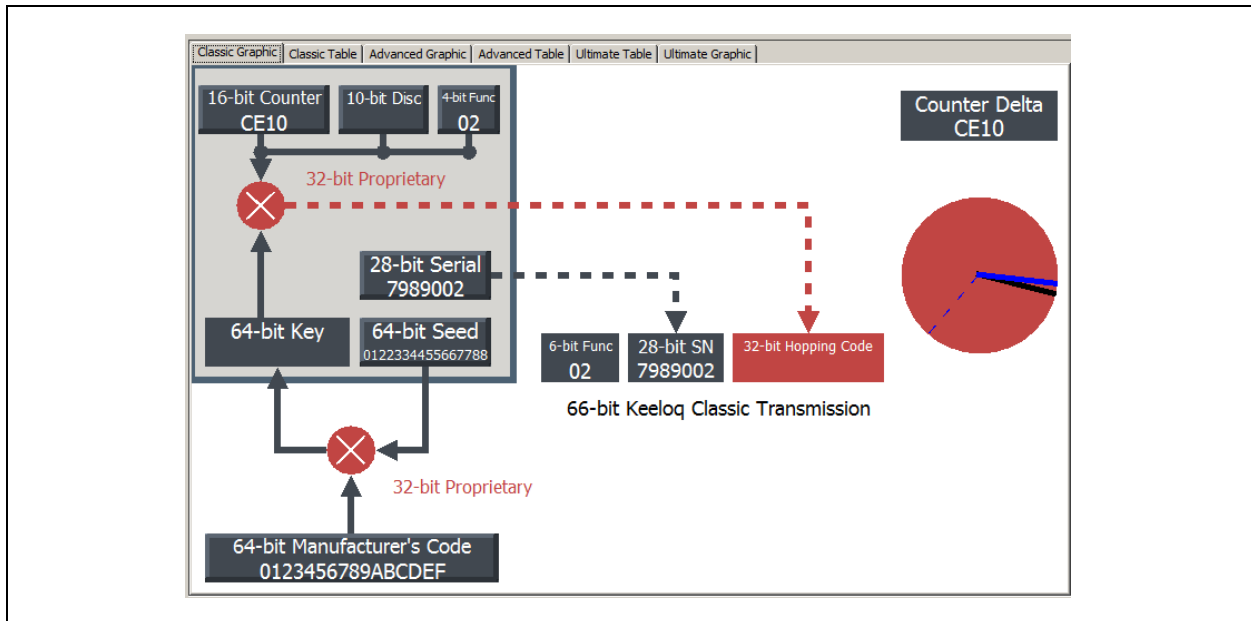 Classic Graphic Classic Table Advanced Graphic Advanced Table Ultimate Table Ultimate Graphic
16-bit Counter
CE10
10-bit Disc
4-bit Func
02
Counter Delta
CE10
32-bit Proprietary
28-bit Serial
7989002
64-bit Key
64-bit Seed
0122334455667788
6-bit Func
02
28-bit SN
7989002
32-bit Hopping Code
66-bit Keeloq Classic Transmission
32-bit Proprietary
64-bit Manufacturer's Code
0123456789ABCDEF